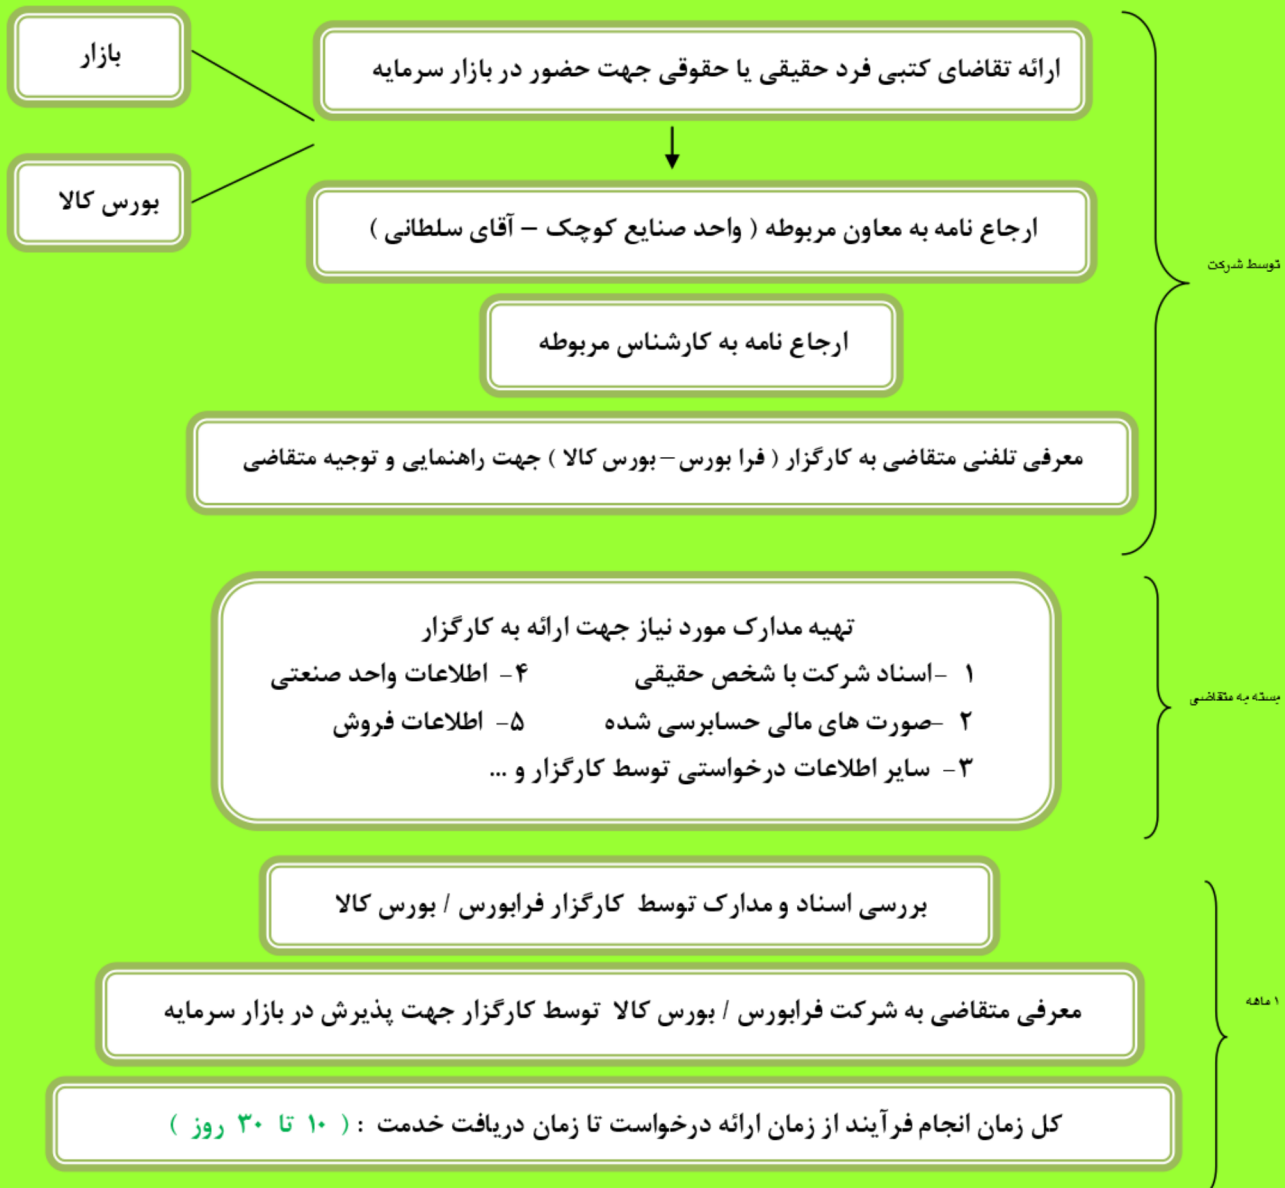 بازار
ارائه تقاضای کتبی فرد حقیقی یا حقوقی جهت حضور در بازار سرمایه
بورس کالا
ارجاع نامه به معاون مربوطه ( واحد صنایع کوچک – آقای سلطانی )
توسط شرکت
ارجاع نامه به کارشناس مربوطه
معرفی تلفنی متقاضی به کارگزار ( فرا بورس – بورس کالا ) جهت راهنمایی و توجیه متقاضی
تهیه مدارک مورد نیاز جهت ارائه به کارگزار
۱ -اسناد شرکت با شخص حقیقی ۴- اطلاعات واحد صنعتی
۲ -صورت های مالی حسابرسی شده ۵- اطلاعات فروش
۳- سایر اطلاعات درخواستی توسط کارگزار و ...
بسته به متقاضی
بررسی اسناد و مدارک توسط کارگزار فرابورس / بورس کالا
معرفی متقاضی به شرکت فرابورس / بورس کالا توسط کارگزار جهت پذیرش در بازار سرمایه
۱ ماهه
کل زمان انجام فرآیند از زمان ارائه درخواست تا زمان دریافت خدمت : ( ۱۰ تا ۳۰ روز )